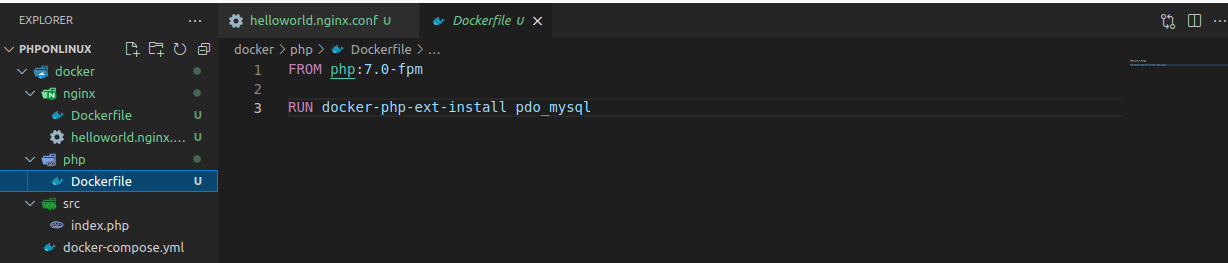 EXPLORER ...
helloworld.nginx.conf U
Dockerfile U
PHPONLINUX
docker > php > Dockerfile > ...
docker
nginx
Dockerfile U
helloworld.nginx.... U
php
Dockerfile U
src
index.php
docker-compose.yml
1 FROM php:7.0-fpm
2
3 RUN docker-php-ext-install pdo_mysql